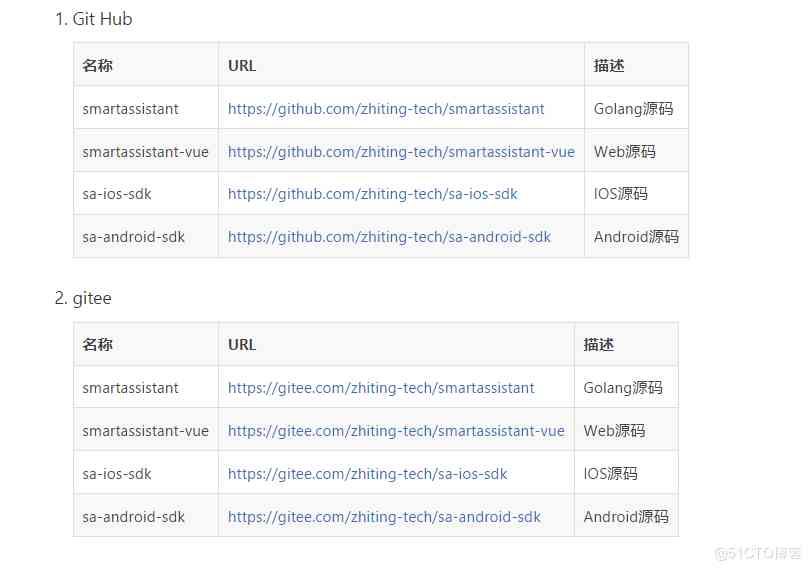 1. Git Hub
名称 URL 描述
smartassistant https://github.com/zhiting-tech/smartassistant Golang源码
smartassistant-vue https://github.com/zhiting-tech/smartassistant-vue Web源码
sa-ios-sdk https://github.com/zhiting-tech/sa-ios-sdk IOS源码
sa-android-sdk https://github.com/zhiting-tech/sa-android-sdk Android源码
2. gitee
名称 URL 描述
smartassistant https://gitee.com/zhiting-tech/smartassistant Golang源码
smartassistant-vue https://gitee.com/zhiting-tech/smartassistant-vue Web源码
sa-ios-sdk https://gitee.com/zhiting-tech/sa-ios-sdk IOS源码
sa-android-sdk https://gitee.com/zhiting-tech/sa-android-sdk Android源码
@51CTO博客